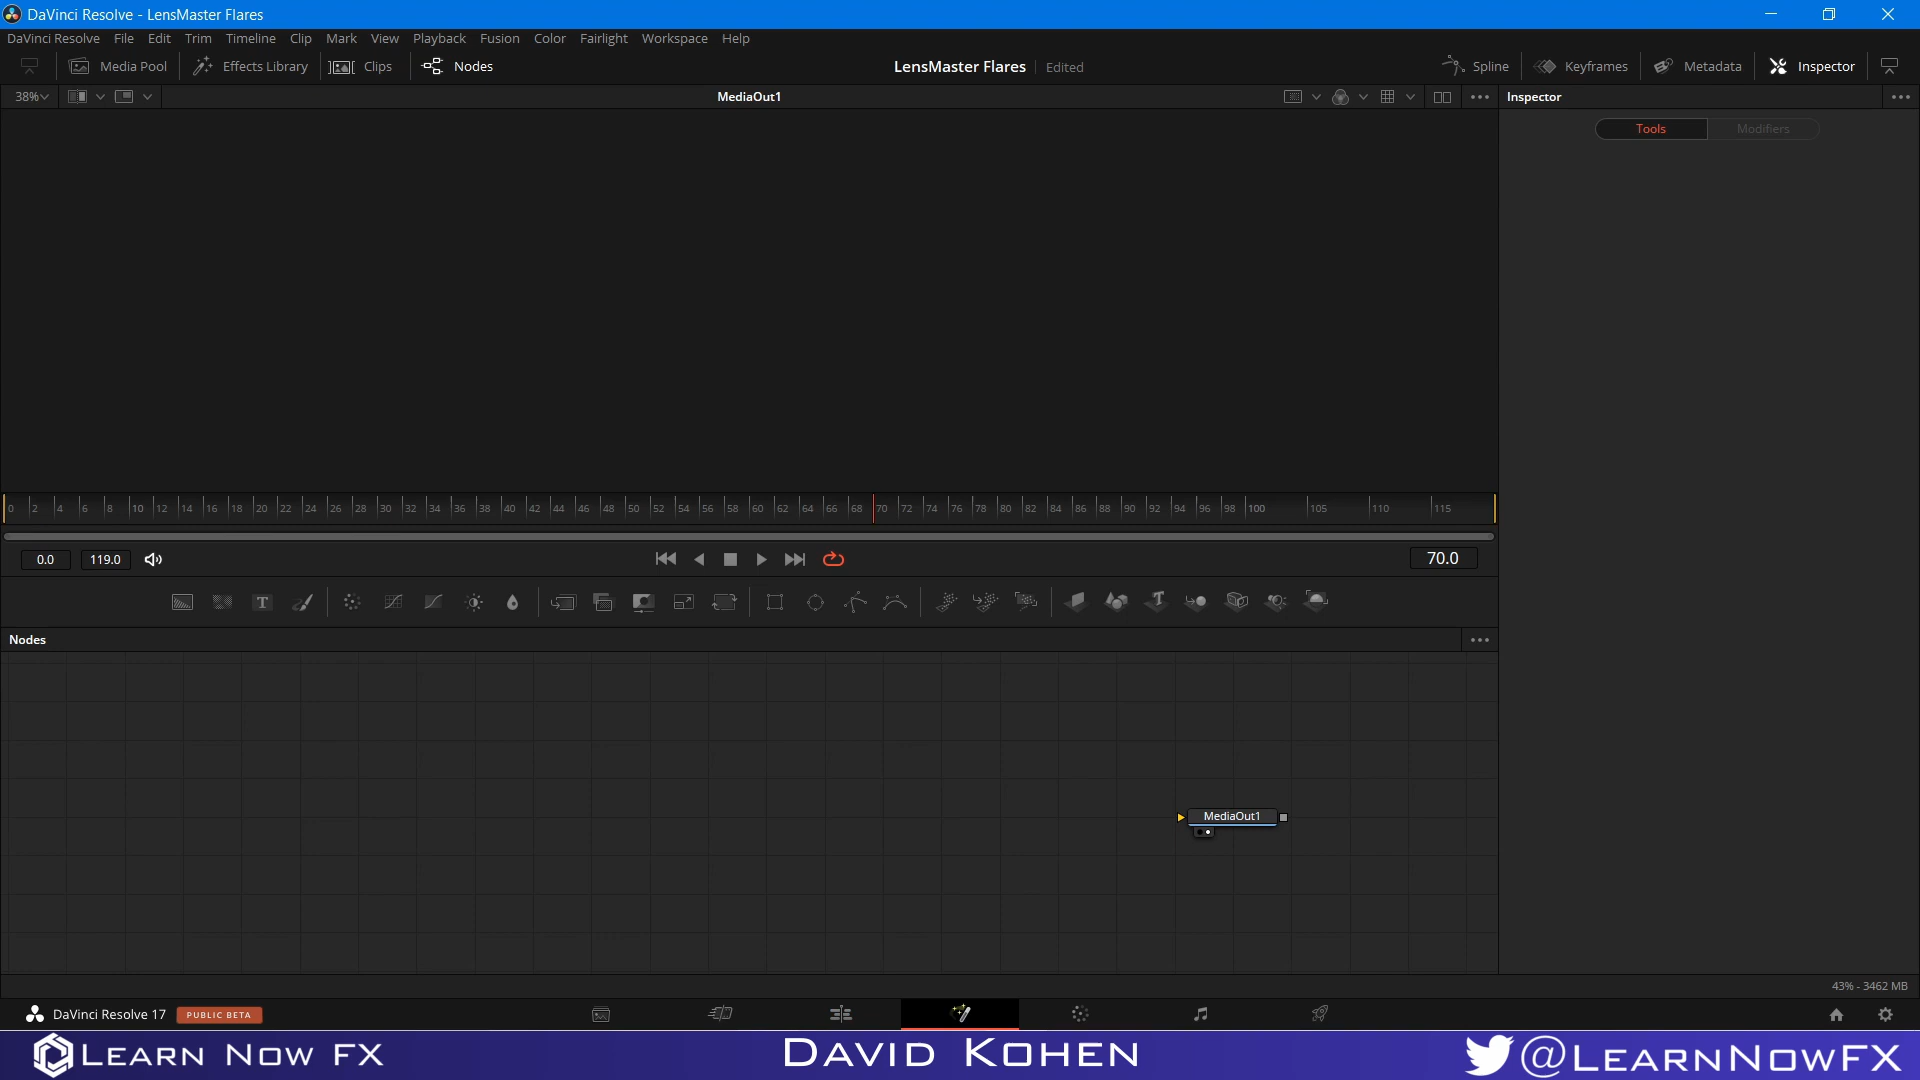 DaVinci Resolve - LensMaster Flares
DaVinci Resolve File Edit Trim Timeline Clip Mark View Playback Fusion Color Fairlight Workspace Help
Media Pool Effects Library Clips Nodes LensMaster Flares Edited Spline Keyframes Metadata Inspector
38% MediaOut1 Inspector
Tools Modifiers
0 2 4 6 8 10 12 14 16 18 20 22 24 26 28 30 32 34 36 38 40 42 44 46 48 50 52 54 56 58 60 62 64 66 68 70 72 74 76 78 80 82 84 86 88 90 92 94 96 98 100 105 110 115
0.0 119.0 70.0
T T
Nodes
MediaOut1
43% - 3462 MB
DaVinci Resolve 17 PUBLIC BETA
LEARN NOW FX DAVID KOHEN @LEARNNOWFX